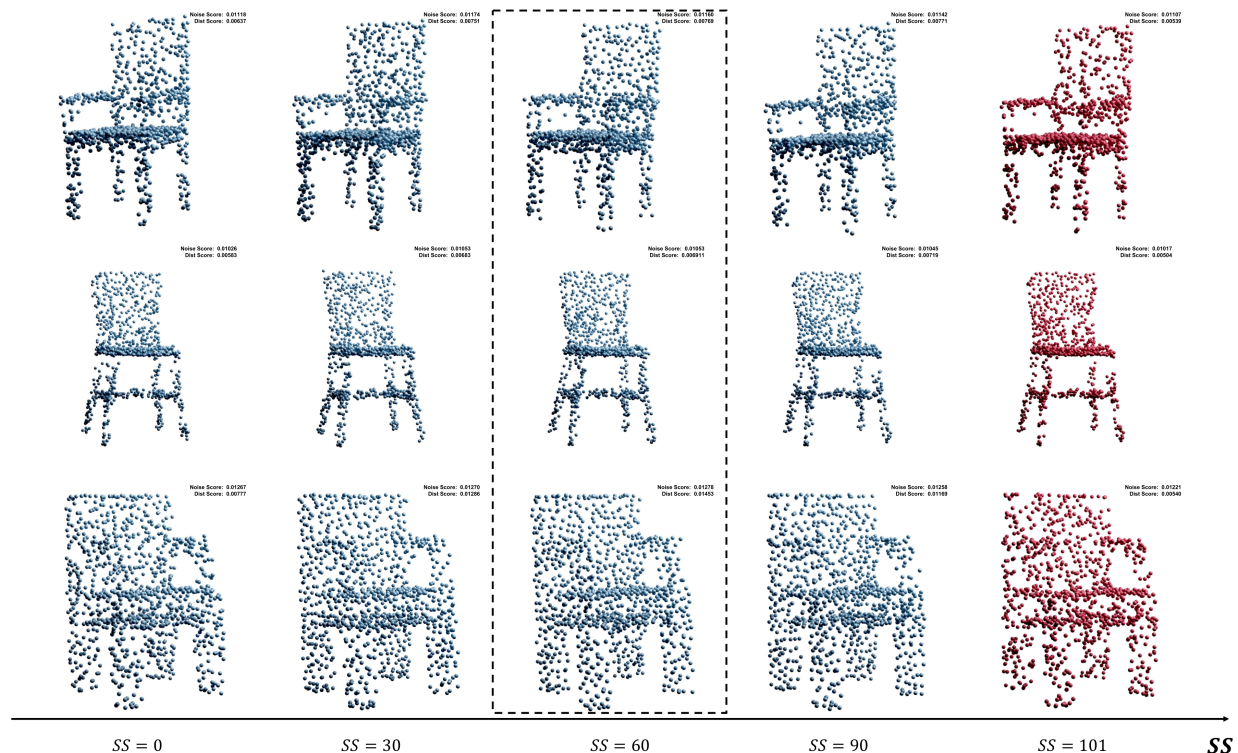 Noise Score: 0.01118
Dist Score: 0.00637
Noise Score: 0.01174
Dist Score: 0.00751
Noise Score: 0.01160
Dist Score: 0.00769
Noise Score: 0.01142
Dist Score: 0.00771
Noise Score: 0.01107
Dist Score: 0.00539
Noise Score: 0.01026
Dist Score: 0.00583
Noise Score: 0.01053
Dist Score: 0.00683
Noise Score: 0.01053
Dist Score: 0.006911
Noise Score: 0.01045
Dist Score: 0.00719
Noise Score: 0.01017
Dist Score: 0.00504
Noise Score: 0.01267
Dist Score: 0.00777
Noise Score: 0.01270
Dist Score: 0.01286
Noise Score: 0.01278
Dist Score: 0.01453
Noise Score: 0.01258
Dist Score: 0.01169
Noise Score: 0.01221
Dist Score: 0.00540
SS = 0
SS = 30
SS = 60
SS = 90
SS = 101
SS